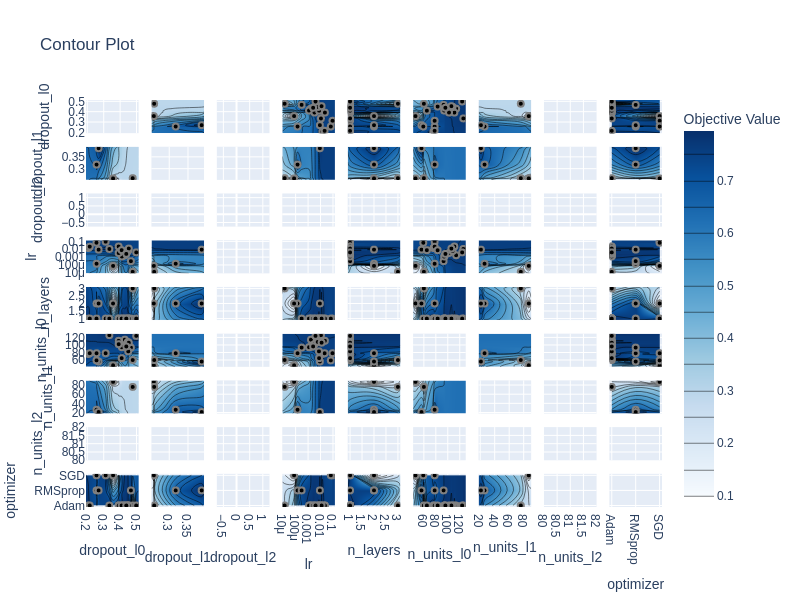 Contour Plot
Objective Value
0.7
0.6
0.5
0.4
0.3
0.2
0.1
dropout_l0
0.5
0.4
0.3
0.2
dropout_l1
0.35
0.3
dropout_l2
1
0.5
0
−0.5
lr
0.1
0.01
0.001
100μ
10μ
n_layers
3
2.5
2
1.5
1
n_units_l0
120
100
80
60
n_units_l1
80
60
40
20
n_units_l2
82
81.5
81
80.5
80
optimizer
SGD
RMSprop
Adam
0.2 0.3 0.4 0.5
0.3 0.35
−0.5 0 0.5 1
10μ 100μ 0.001 0.01 0.1
1 1.5 2 2.5 3
60 80 100 120
20 40 60 80
80 80.5 81 81.5 82
Adam RMSprop SGD
dropout_l0 dropout_l1 dropout_l2 lr n_layers n_units_l0 n_units_l1 n_units_l2 optimizer